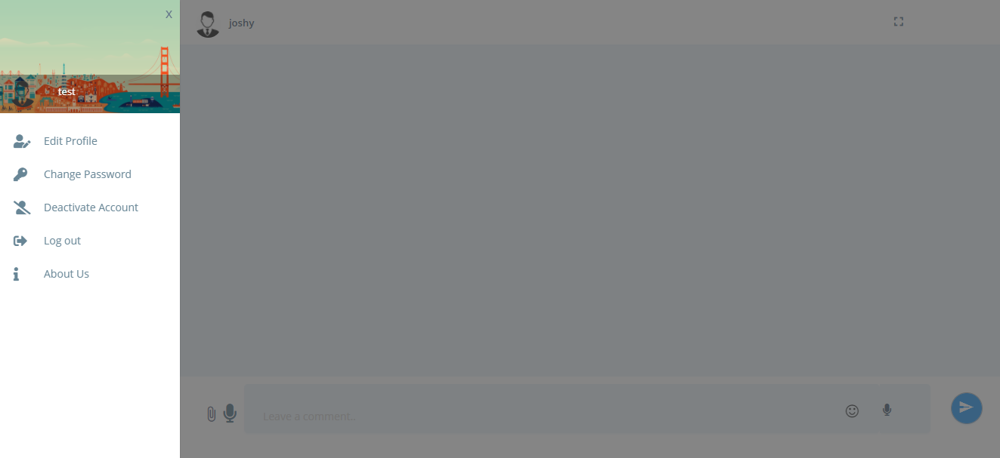 X
test
Edit Profile
Change Password
Deactivate Account
Log out
About Us
joshy
Leave a comment..